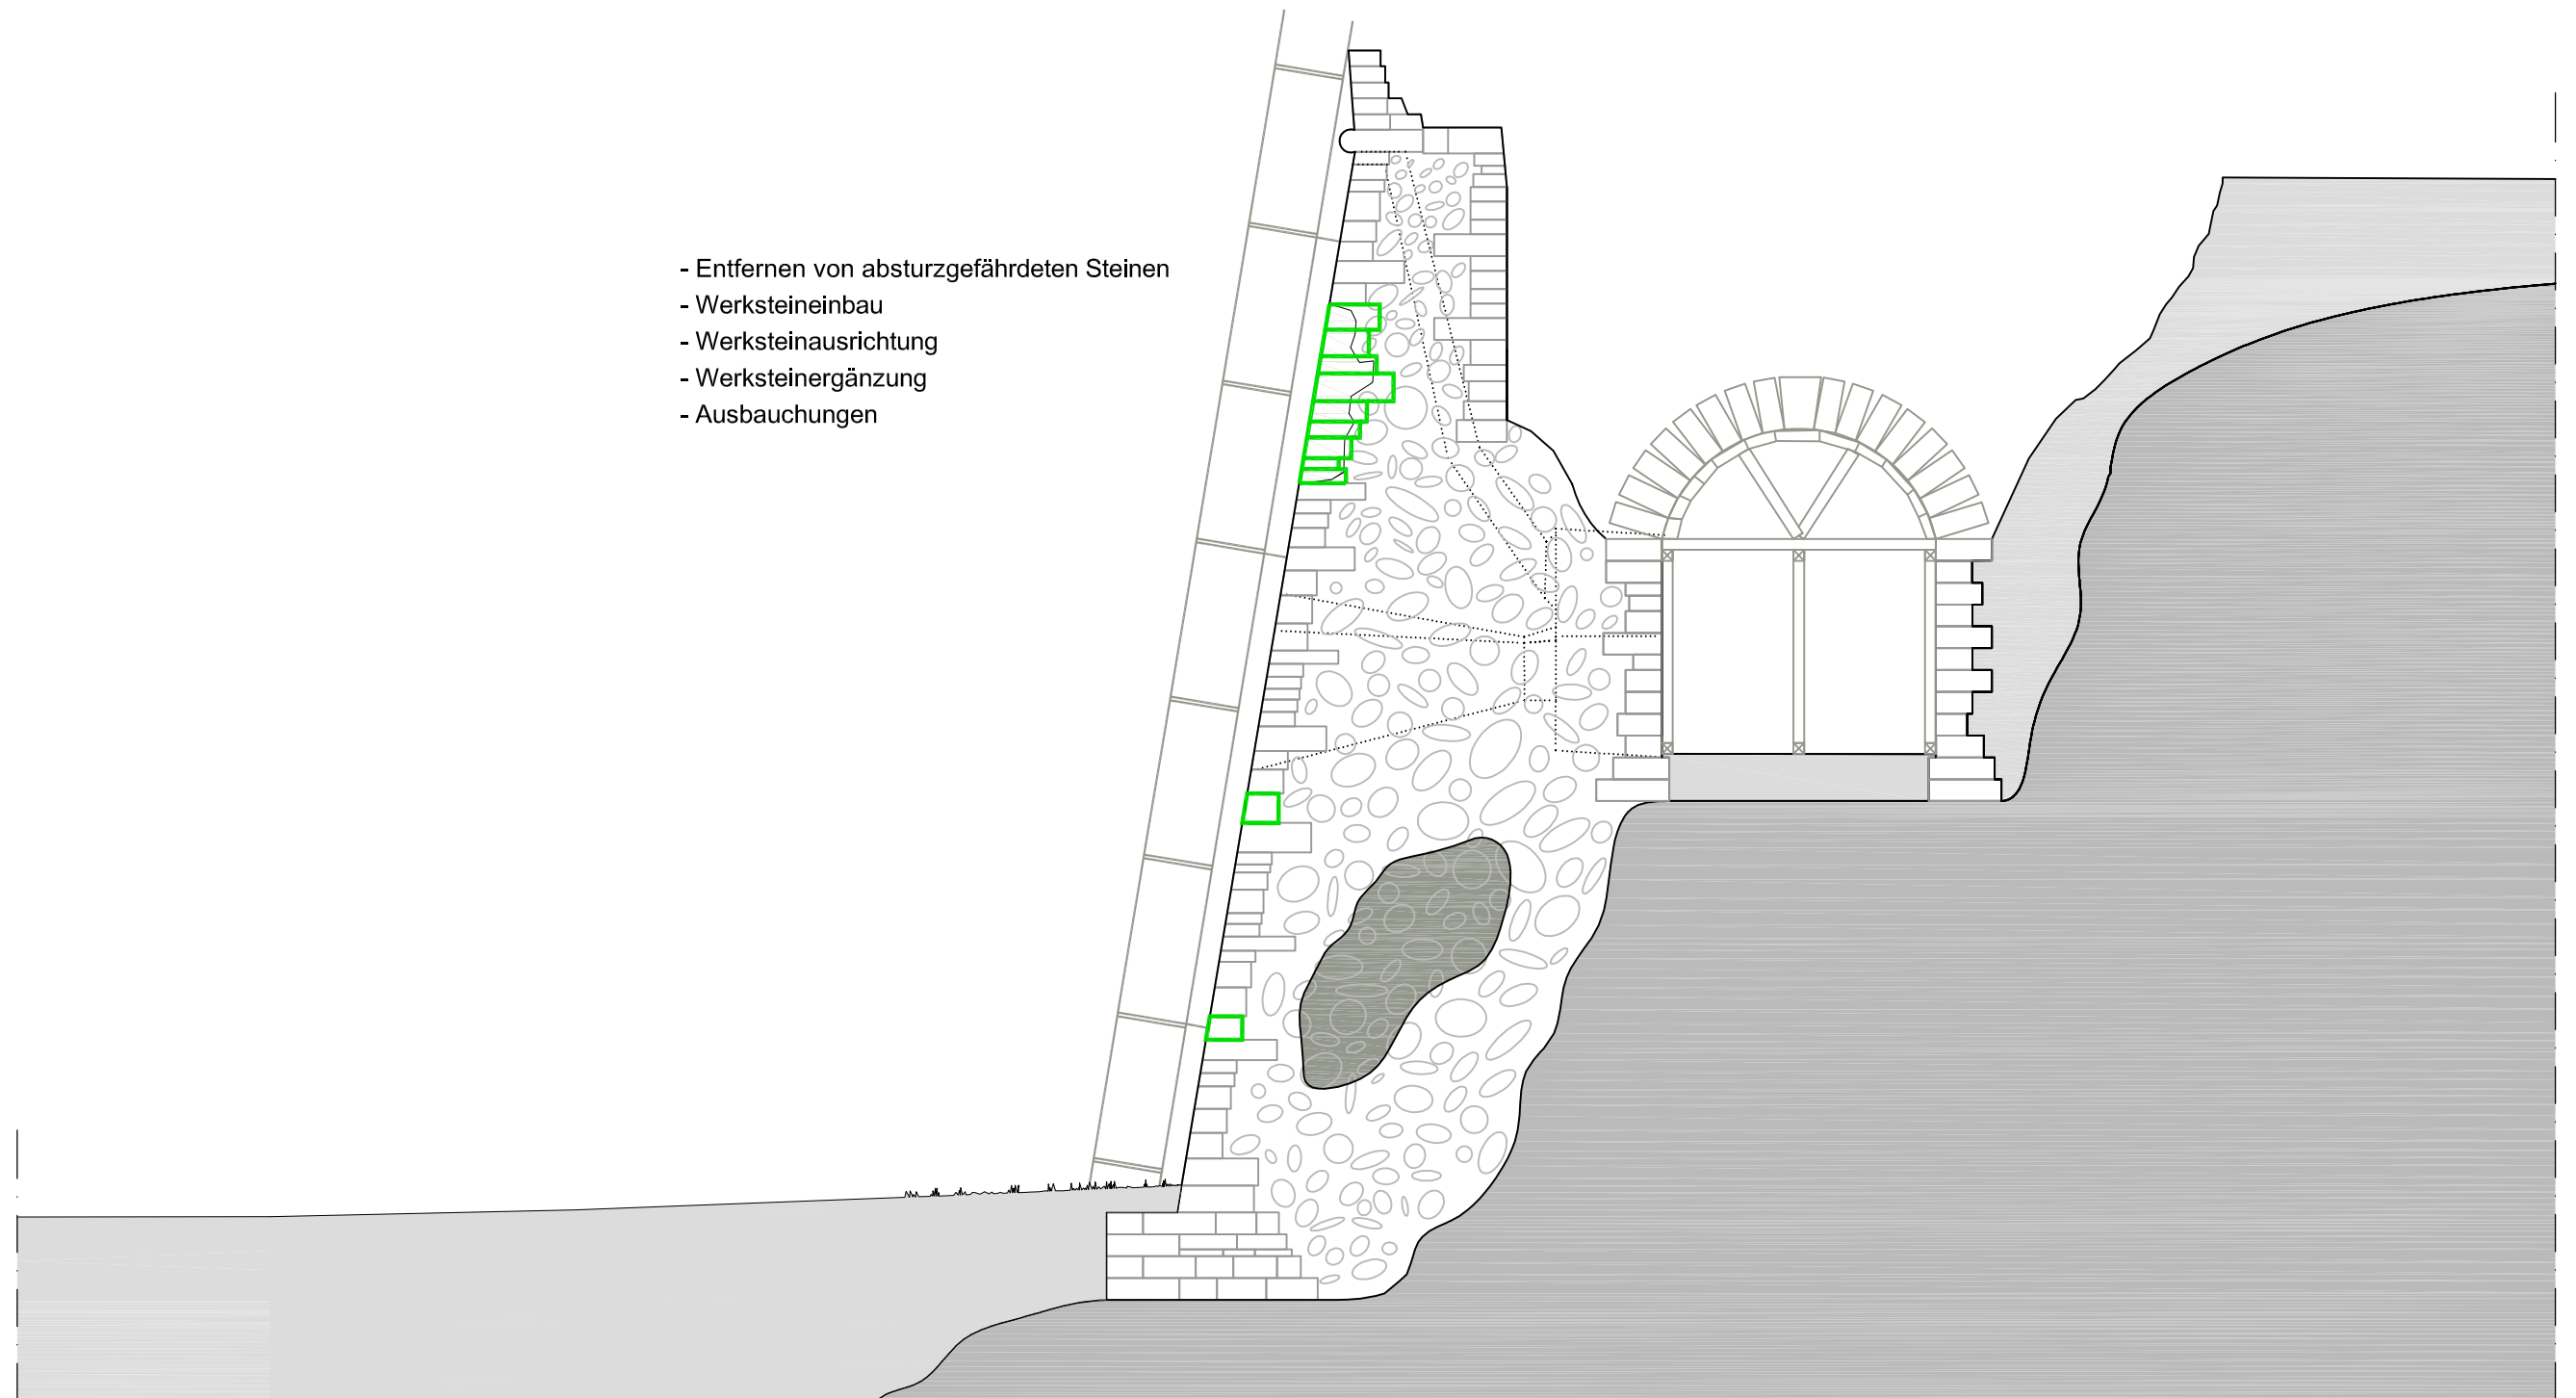 - Entfernen von absturzgefährdeten Steinen
- Werksteineinbau
- Werksteinausrichtung
- Werksteinergänzung
- Ausbauchungen